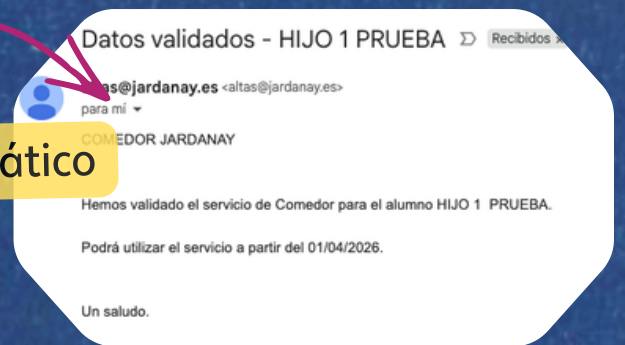 Datos validados - HIJO 1 PRUEBA Recibidos
as@jardanay.es <altas@jardanay.es>
para mí
ático
COMEDOR JARDANAY
Hemos validado el servicio de Comedor para el alumno HIJO 1 PRUEBA.
Podrá utilizar el servicio a partir del 01/04/2026.
Un saludo.